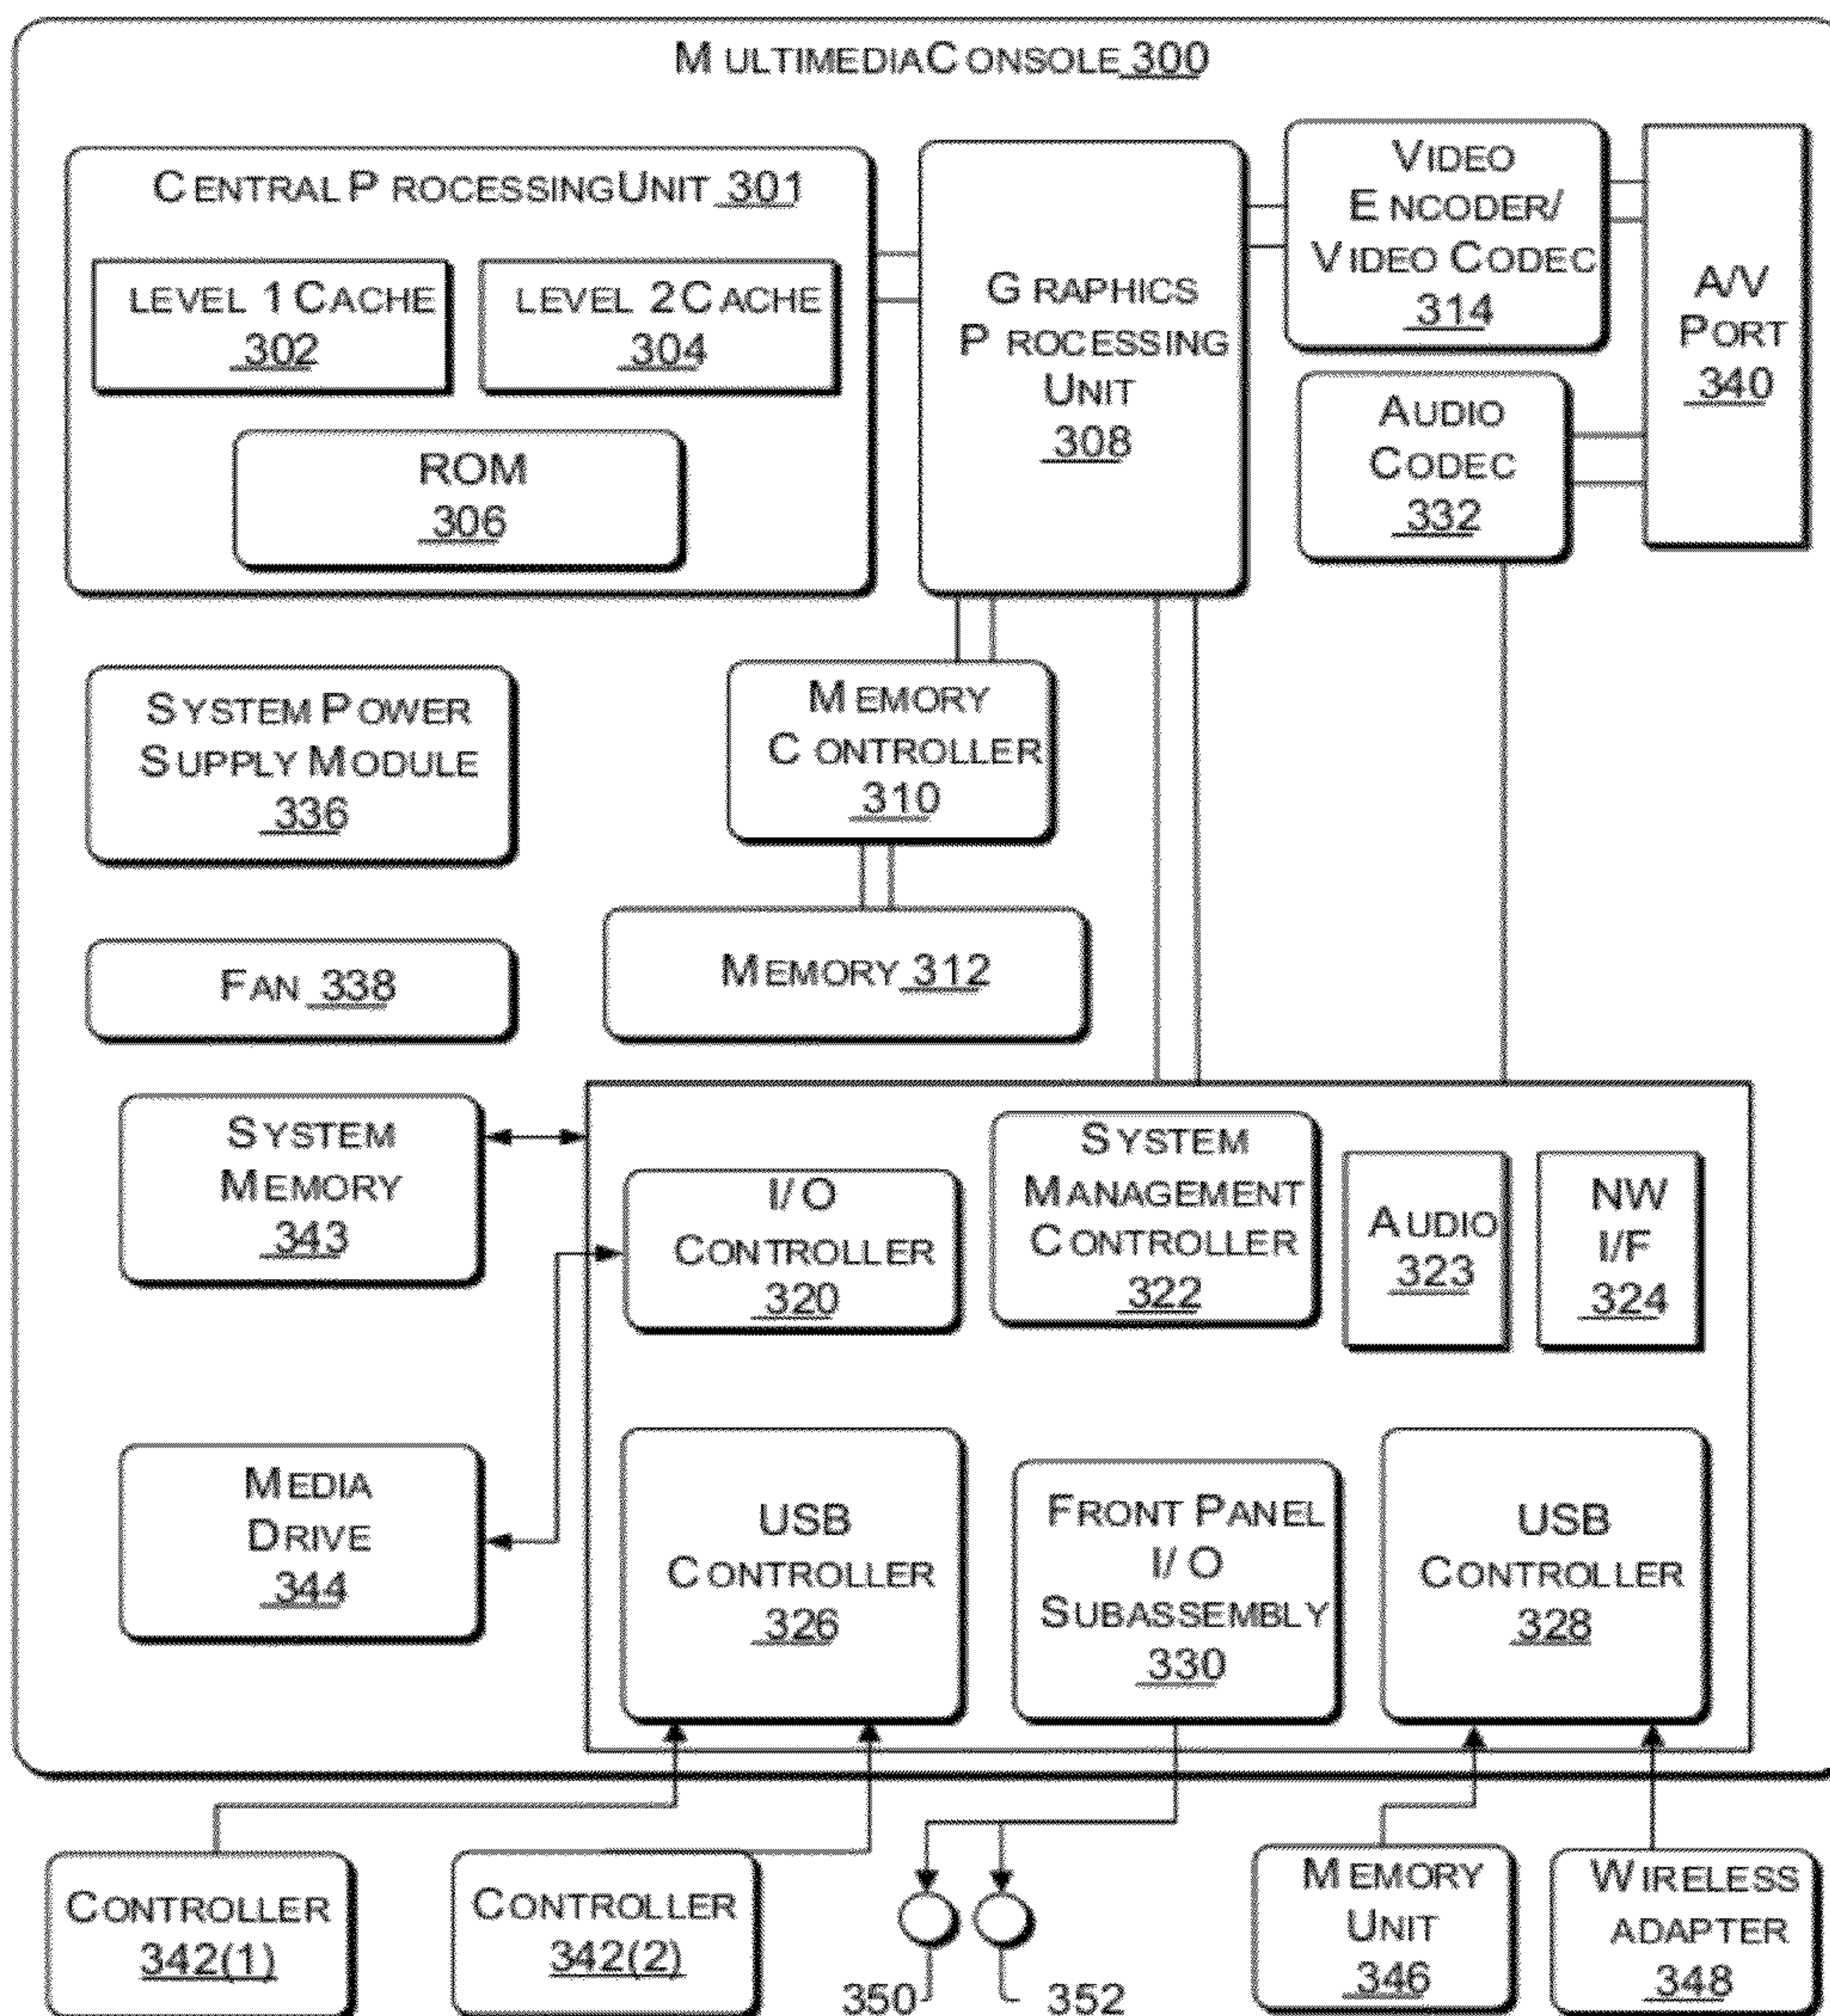 MULTIMEDIA CONSOLE 300
CENTRAL PROCESSING UNIT 301
LEVEL 1 CACHE
302
LEVEL 2 CACHE
304
ROM
306
GRAPHICS
PROCESSING
UNIT
308
VIDEO
ENCODER/
VIDEO CODEC
314
AUDIO
CODEC
332
A/V
PORT
340
SYSTEM POWER
SUPPLY MODULE
336
MEMORY
CONTROLLER
310
FAN 338
MEMORY 312
SYSTEM
MEMORY
343
I/O
CONTROLLER
320
SYSTEM
MANAGEMENT
CONTROLLER
322
AUDIO
323
NW
I/F
324
MEDIA
DRIVE
344
USB
CONTROLLER
326
FRONT PANEL
I/O
SUBASSEMBLY
330
USB
CONTROLLER
328
CONTROLLER
342(1)
CONTROLLER
342(2)
350
352
MEMORY
UNIT
346
WIRELESS
ADAPTER
348